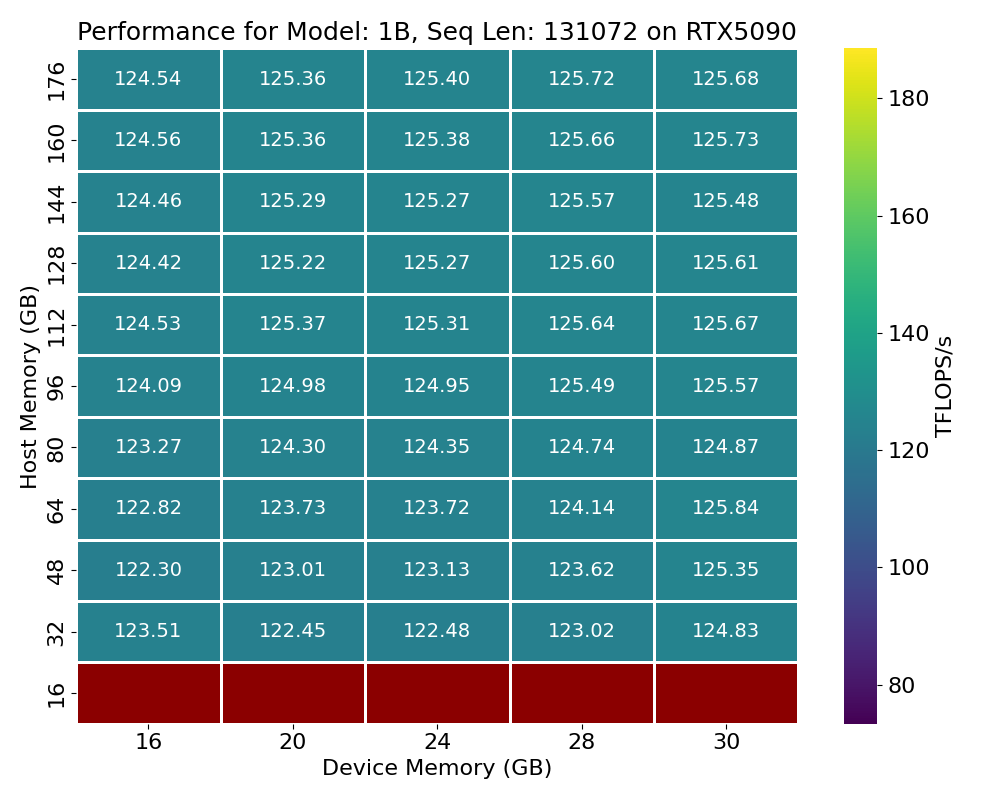 Performance for Model: 1B, Seq Len: 131072 on RTX5090
176 124.54 125.36 125.40 125.72 125.68
160 124.56 125.36 125.38 125.66 125.73
144 124.46 125.29 125.27 125.57 125.48
128 124.42 125.22 125.27 125.60 125.61
112 124.53 125.37 125.31 125.64 125.67
96 124.09 124.98 124.95 125.49 125.57
80 123.27 124.30 124.35 124.74 124.87
64 122.82 123.73 123.72 124.14 125.84
48 122.30 123.01 123.13 123.62 125.35
32 123.51 122.45 122.48 123.02 124.83
16
Host Memory (GB)
16 20 24 28 30
Device Memory (GB)
180
160
140
120
100
80
TFLOPS/s